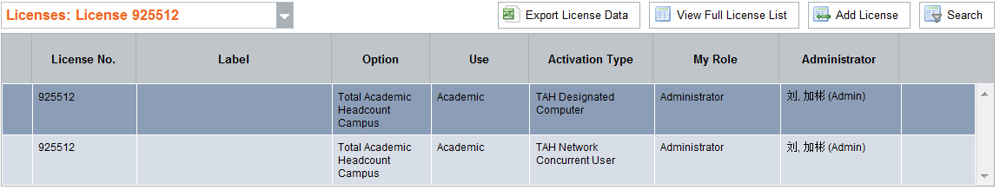 Licenses: License 925512
Export License Data
View Full License List
Add License
Search
License No. Label Option Use Activation Type My Role Administrator
925512 Total Academic Headcount Campus Academic TAH Designated Computer Administrator 刘, 加彬 (Admin)
925512 Total Academic Headcount Campus Academic TAH Network Concurrent User Administrator 刘, 加彬 (Admin)